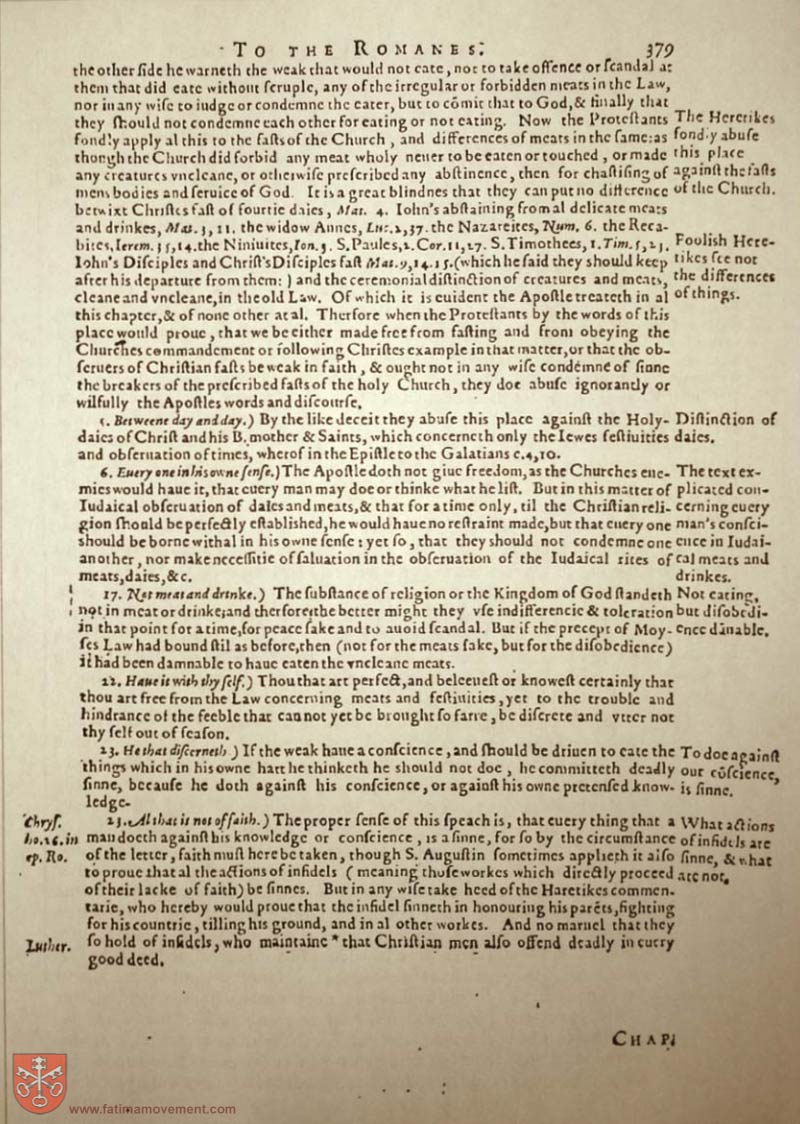 TO THE ROMANES.
379
the other ſide he warneth the weak that would not eate, not to take offence or ſcandal at
them that did eate without ſcruple, any of the irregular or forbidden meats in the Law,
nor in any wiſe to iudge or condemne the eater, but to cõmit that to God, & finally that
they ſhould not condemne each other for eating or not eating. Now the Proteſtants
fondly apply al this to the faſts of the Church, and differences of meats in the ſame: as
though the Church did forbid any meat wholy neuer to be eaten or touched, or made
any creatures vncleane, or otherwiſe preſcribed any abſtinence, then for chaſtiſing of
mens bodies and ſeruice of God. It is a great blindnes that they can put no difference
betwixt Chriſtes faſt of fourtie daies, Mat. 4. Iohn's abſtaining from al delicate meats
and drinkes, Mat. 3, 11. the widow Annes, Luc. 2, 37. the Nazareites, Num. 6. the Reca-
bites, Ierem. 35, 14. the Niniuites, Ion. 3. S. Paules, 2. Cor. 11, 27. S. Timothees, 1. Tim. 5, 23.
Iohn's Diſciples and Chriſt's Diſciples faſt Mat. 9, 14. 15. (which he ſaid they ſhould keep
after his departure from them:) and the ceremonial diſtinction of creatures and meats,
cleane and vncleane, in the old Law. Of which it is euident the Apoſtle treateth in al
this chapter, & of none other at al. Therfore when the Proteſtants by the words of this
place would proue, that we be either made free from faſting and from obeying the
Churches commandement or following Chriſtes example in that matter, or that the ob-
ſeruers of Chriſtian faſts be weak in faith, & ought not in any wiſe condemne of ſinne
the breakers of the preſcribed faſts of the holy Church, they doe abuſe ignorantly or
wilfully the Apoſtles words and diſcourſe.
The Heretikes
fondly abuſe
this place
againſt the faſts
of the Church.
Fooliſh Here-
tikes ſee not
the differences
of things.
5. Betweene day and day.) By the like deceit they abuſe this place againſt the Holy-
daies of Chriſt and his B. mother & Saints, which concerneth only the Iewes feſtiuities
and obſeruation of times, wherof in the Epiſtle to the Galatians c. 4, 10.
Diſtinction of
daies.
6. Euery one in his owne ſenſe.) The Apoſtle doth not giue freedom, as the Churches ene-
mies would haue it, that euery man may doe or thinke what he liſt. But in this matter of
Iudaical obſeruation of daies and meats, & that for a time only, til the Chriſtian reli-
gion ſhould be perfectly eſtabliſhed, he would haue no reſtraint made, but that euery one
should be borne withal in his owne ſenſe: yet ſo, that they should not condemne one
another, nor make neceſſitie of ſaluation in the obſeruation of the Iudaical rites of
meats, daies, &c.
The text ex-
plicated con-
cerning euery
man's conſci-
ence in Iudai-
cal meats and
drinkes.
17. Not meat and drinke.) The ſubſtance of religion or the Kingdom of God ſtandeth
not in meat or drinke; and therfore the better might they vſe indifferencie & toleration
in that point for a time, for peace ſake and to auoid ſcandal. But if the precept of Moy-
ſes Law had bound ſtil as before, then (not for the meats ſake, but for the diſobedience)
it had been damnable to haue eaten the vncleane meats.
Not eating,
but diſobedi-
ence dãnable.
22. Haue it with thy ſelf.) Thou that art perfect, and beleeueſt or knoweſt certainly that
thou art free from the Law concerning meats and feſtiuities, yet to the trouble and
hindrance of the feeble that can not yet be brought ſo farre, be diſcrete and vtter not
thy ſelf out of ſeaſon.
23. He that diſcerneth) If the weak haue a conſcience, and ſhould be driuen to eate the
things which in his owne hart he thinketh he should not doe, he committeth deadly
ſinne, becauſe he doth againſt his conſcience, or againſt his owne pretenſed know-
ledge.
To doe againſt
our cõſcience,
is ſinne.
23. Al that is not of faith.) The proper ſenſe of this ſpeach is, that euery thing that a
man doeth againſt his knowledge or conſcience, is a ſinne, for ſo by the circumſtance
of the letter, faith muſt here be taken, though S. Auguſtin ſometimes applieth it alſo
to proue that al the actions of infidels (meaning thoſe workes which directly proceed
of their lacke of faith) be ſinnes. But in any wiſe take heed of the Haretikes commen-
tarie, who hereby would proue that the infidel ſinneth in honouring his parẽts, fighting
for his countrie, tilling his ground, and in al other workes. And no maruel that they
ſo hold of infidels, who maintaine * that Chriſtian men alſo offend deadly in euery
good deed.
Chryſ.
ho. 26. in
ep. Ro.
Luther.
What actions
of infidels are
ſinne, & what
are not.
CHAP.
www.fatimamovement.com